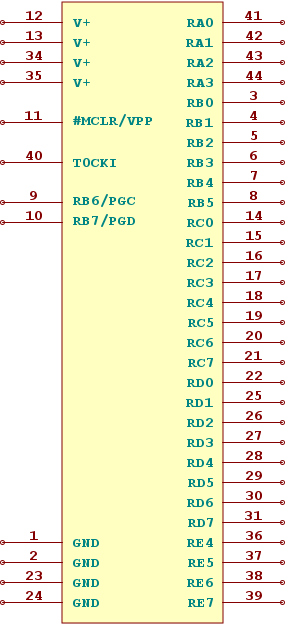 12 V+ RA0 41
13 V+ RA1 42
34 V+ RA2 43
35 V+ RA3 44
RB0 3
11 #MCLR/VPP RB1 4
RB2 5
40 T0CKI RB3 6
RB4 7
9 RB6/PGC RB5 8
10 RB7/PGD RC0 14
RC1 15
RC2 16
RC3 17
RC4 18
RC5 19
RC6 20
RC7 21
RD0 22
RD1 25
RD2 26
RD3 27
RD4 28
RD5 29
RD6 30
RD7 31
1 GND RE4 36
2 GND RE5 37
23 GND RE6 38
24 GND RE7 39